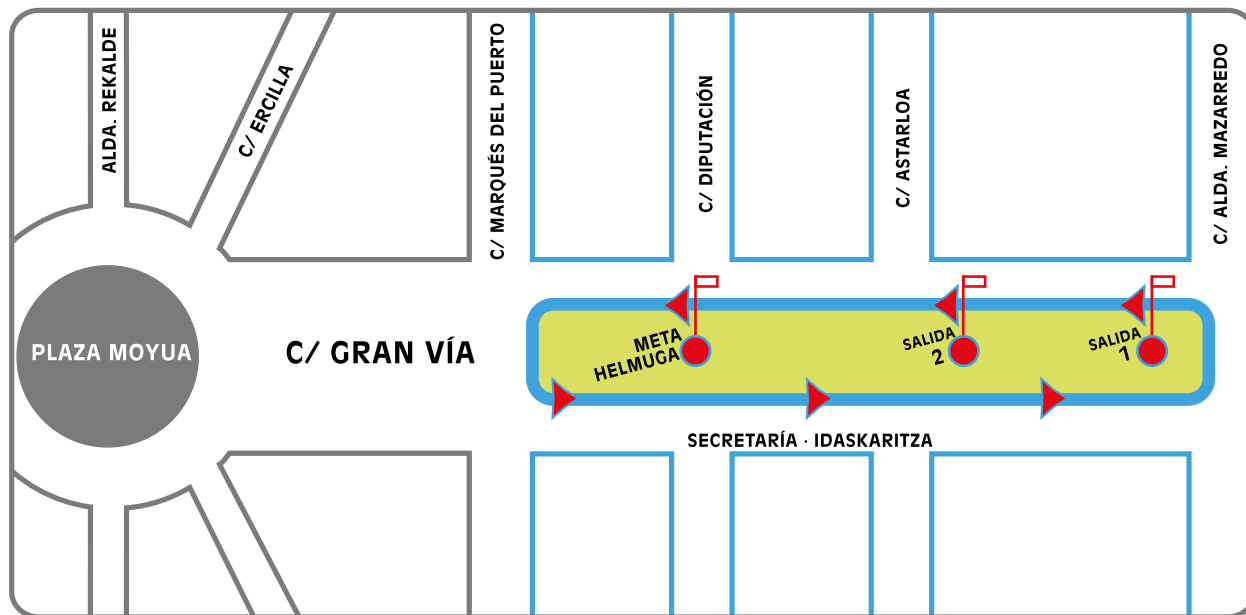 ALDA. REKALDE
C/ ERCILLA
C/ MARQUÉS DEL PUERTO
C/ DIPUTACIÓN
C/ ASTARLOA
C/ ALDA. MAZARREDO
PLAZA MOYUA
C/ GRAN VÍA
META
HELMUGA
SALIDA
2
SALIDA
1
SECRETARÍA · IDASKARITZA